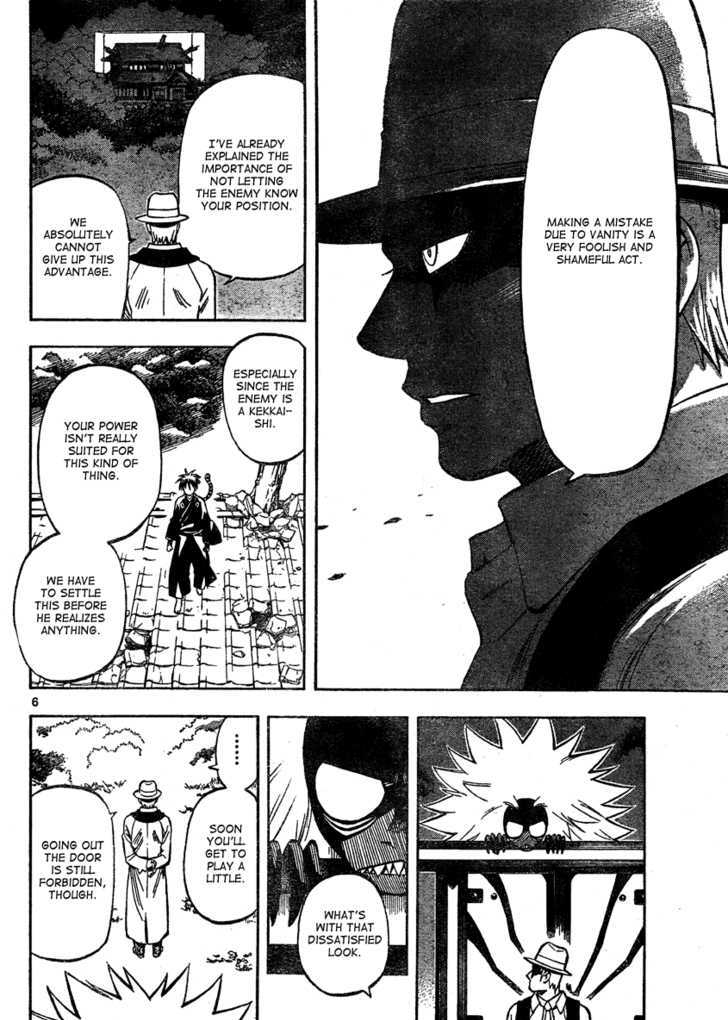 MAKING A MISTAKE
DUE TO VANITY IS A
VERY FOOLISH AND
SHAMEFUL ACT.
I'VE ALREADY
EXPLAINED THE
IMPORTANCE OF
NOT LETTING
THE ENEMY KNOW
YOUR POSITION.
WE
ABSOLUTELY
CANNOT
GIVE UP THIS
ADVANTAGE.
ESPECIALLY
SINCE THE
ENEMY IS
A KEKKAI-
SHI.
YOUR POWER
ISN'T REALLY
SUITED FOR
THIS KIND OF
THING.
WE HAVE
TO SETTLE
THIS BEFORE
HE REALIZES
ANYTHING.
6
WHAT'S
WITH THAT
DISSATISFIED
LOOK.
......
SOON
YOU'LL
GET TO
PLAY A
LITTLE.
GOING OUT
THE DOOR
IS STILL
FORBIDDEN,
THOUGH.